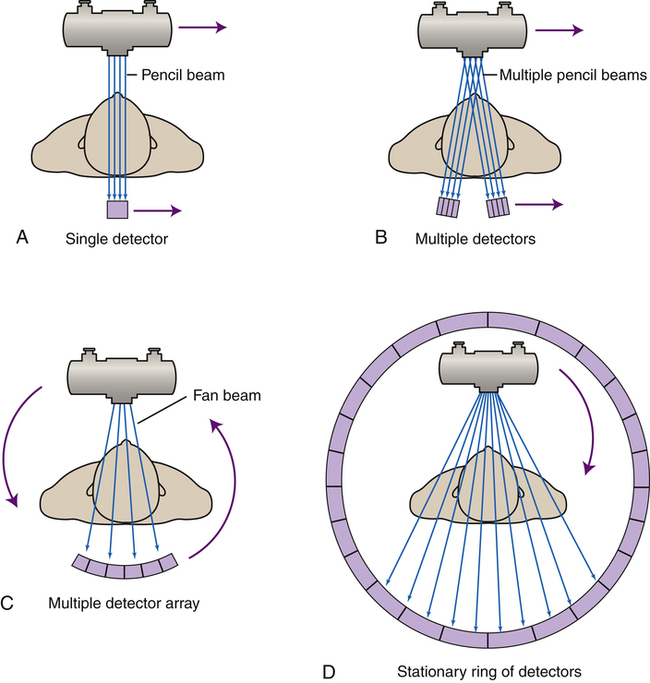 Pencil beam
Multiple pencil beams
A
Single detector
B
Multiple detectors
Fan beam
C
Multiple detector array
D
Stationary ring of detectors